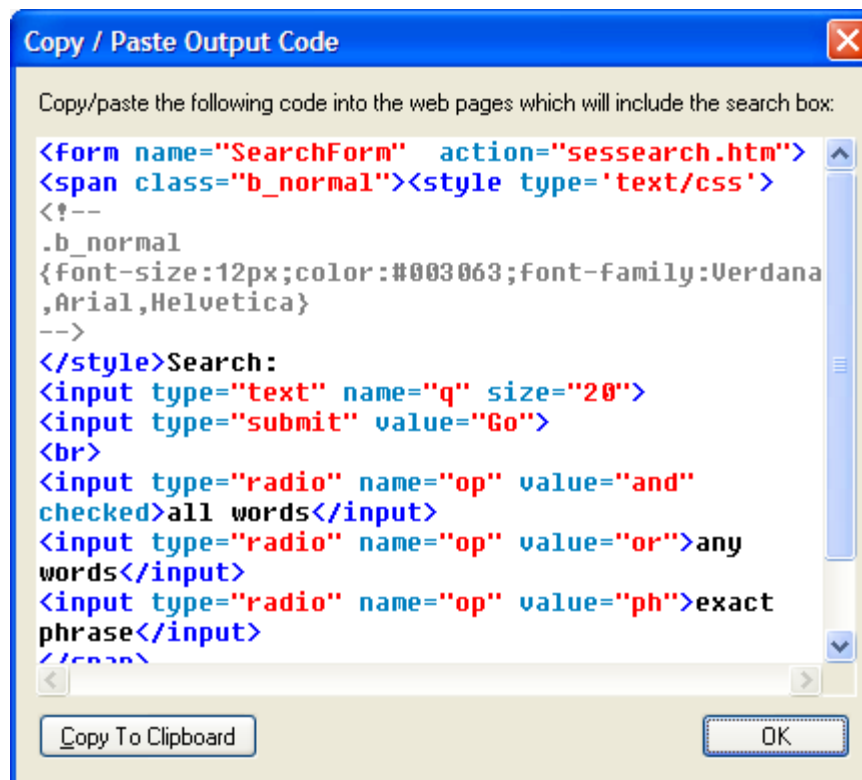 Copy / Paste Output Code
Copy/paste the following code into the web pages which will include the search box:
<form name="SearchForm"  action="sessearch.htm">
<span class="b_normal"><style type='text/css'>
<!--
.b_normal
{font-size:12px;color:#003063;font-family:Verdana
,Arial,Helvetica}
-->
</style>Search:
<input type="text" name="q" size="20">
<input type="submit" value="Go">
<br>
<input type="radio" name="op" value="and"
checked>all words</input>
<input type="radio" name="op" value="or">any
words</input>
<input type="radio" name="op" value="ph">exact
phrase</input>
</span>
Copy To Clipboard
OK